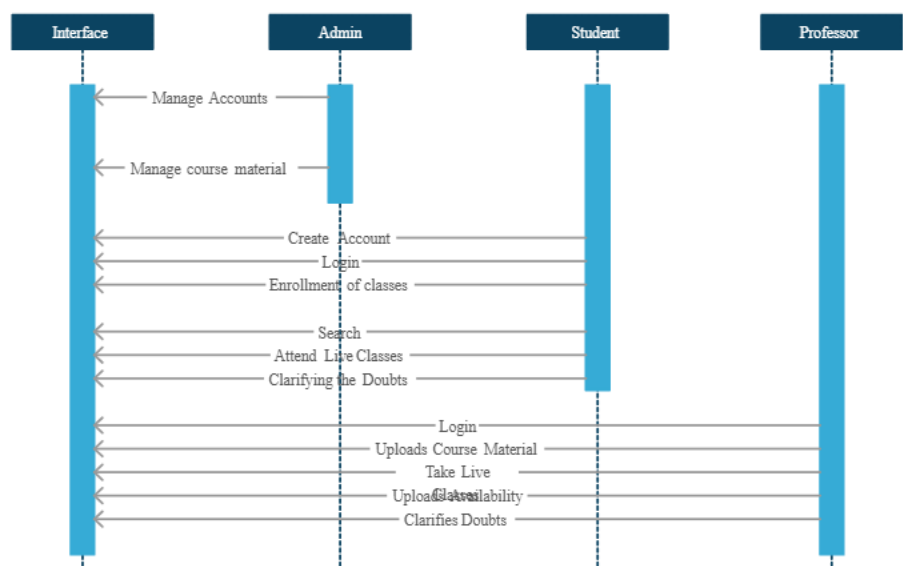 Interface
Admin
Student
Professor
Manage Accounts
Manage course material
Create Account
Login
Enrollment of classes
Search
Attend Live Classes
Clarifying the Doubts
Login
Uploads Course Material
Take Live
Classes
Uploads Availability
Clarifies Doubts